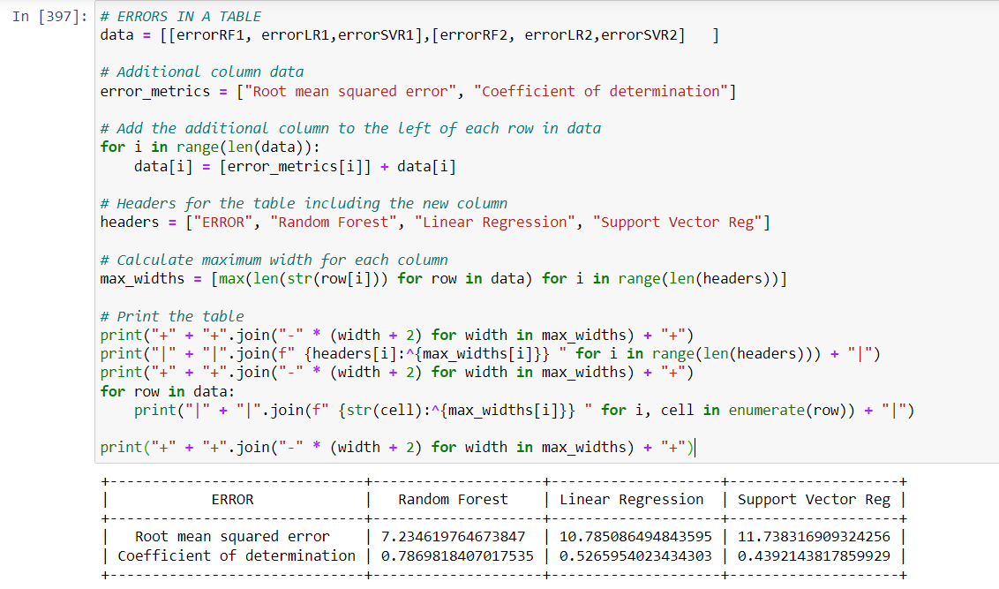 In [397]:
# ERRORS IN A TABLE
data = [[errorRF1, errorLR1,errorSVR1],[errorRF2, errorLR2,errorSVR2]   ]
# Additional column data
error_metrics = ["Root mean squared error", "Coefficient of determination"]
# Add the additional column to the left of each row in data
for i in range(len(data)):
    data[i] = [error_metrics[i]] + data[i]
# Headers for the table including the new column
headers = ["ERROR", "Random Forest", "Linear Regression", "Support Vector Reg"]
# Calculate maximum width for each column
max_widths = [max(len(str(row[i])) for row in data) for i in range(len(headers))]
# Print the table
print("+" + "+".join("-" * (width + 2) for width in max_widths) + "+")
print("|" + "|".join(f" {headers[i]:^{max_widths[i]}} " for i in range(len(headers))) + "|")
print("+" + "+".join("-" * (width + 2) for width in max_widths) + "+")
for row in data:
    print("|" + "|".join(f" {str(cell):^{max_widths[i]}} " for i, cell in enumerate(row)) + "|")
print("+" + "+".join("-" * (width + 2) for width in max_widths) + "+")
+------------------------------+--------------------+--------------------+--------------------+
|            ERROR             |   Random Forest    | Linear Regression  | Support Vector Reg |
+------------------------------+--------------------+--------------------+--------------------+
|   Root mean squared error    | 7.234619764673847  | 10.785086494843595 | 11.738316909324256 |
| Coefficient of determination | 0.7869818407017535 | 0.5265954023434303 | 0.4392143817859929 |
+------------------------------+--------------------+--------------------+--------------------+